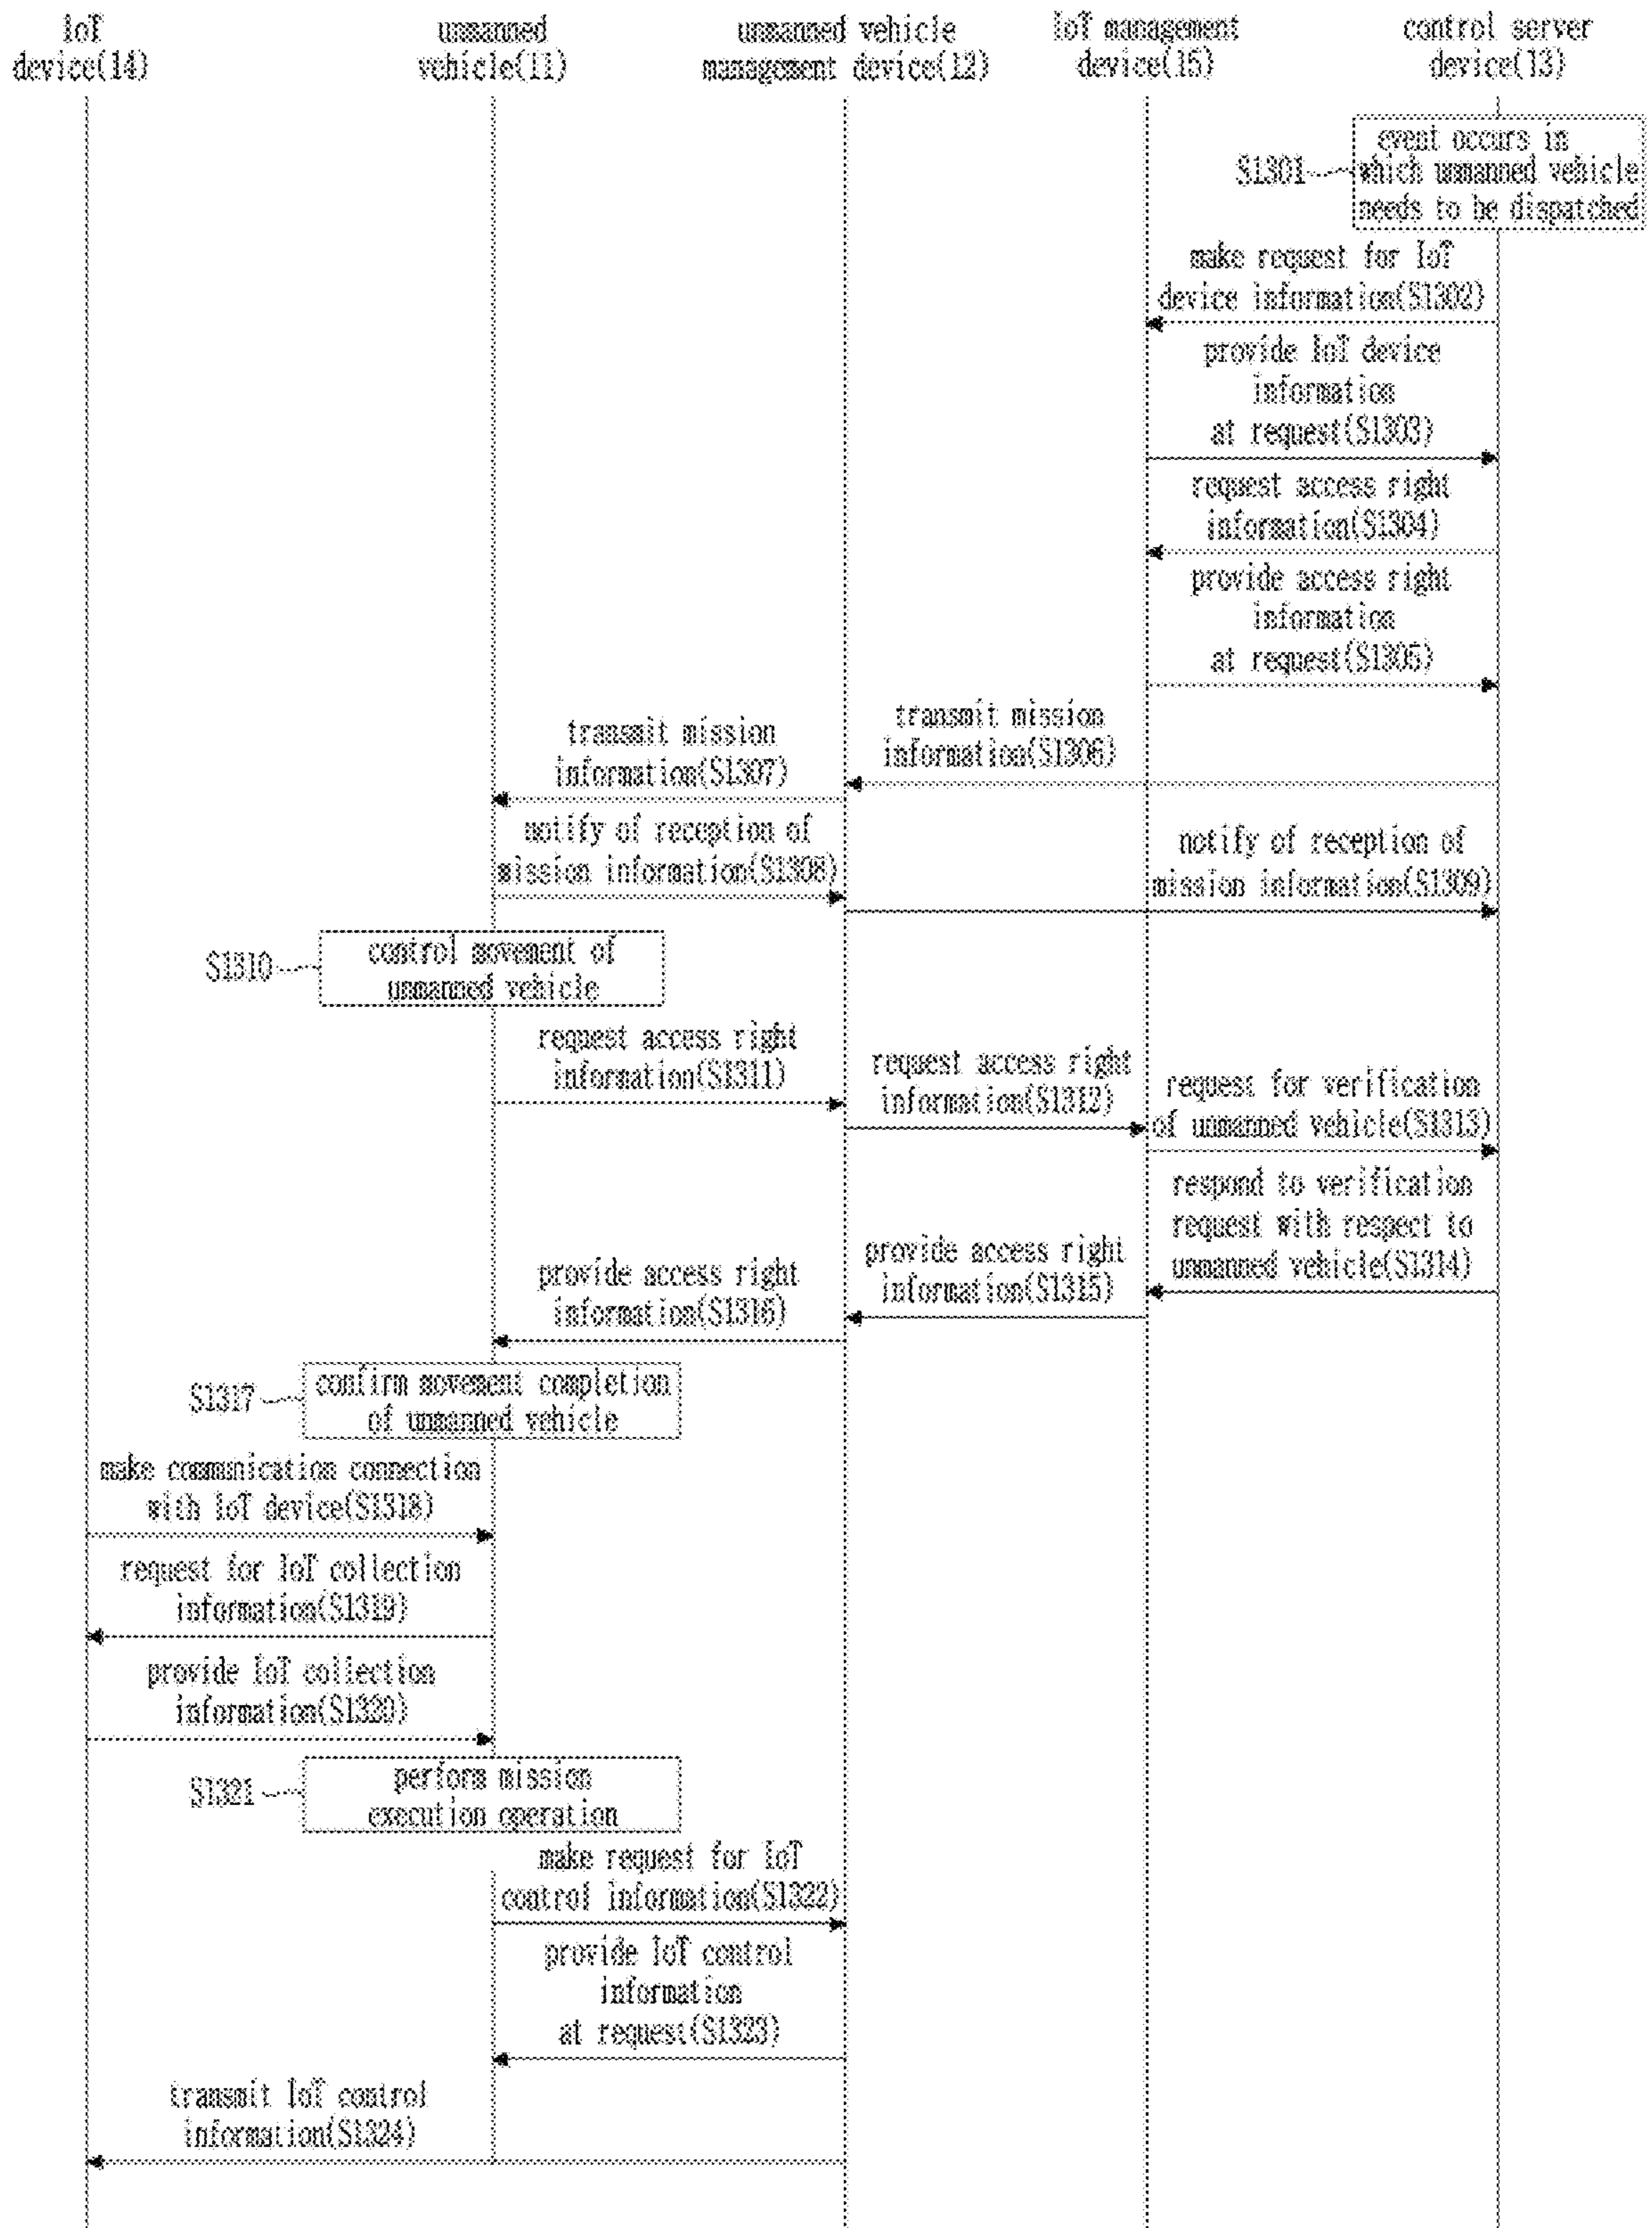 IoT
device(14)
unmanned
vehicle(11)
unmanned vehicle
management device(12)
IoT management
device(15)
control server
device(13)
event occurs in
which unmanned vehicle
needs to be dispatched
S1301
make request for IoT
device information(S1302)
provide IoT device
information
at request(S1303)
request access right
information(S1304)
provide access right
information
at request(S1305)
transmit mission
information(S1306)
transmit mission
information(S1307)
notify of reception of
mission information(S1308)
notify of reception of
mission information(S1309)
S1310
control movement of
unmanned vehicle
request access right
information(S1311)
request access right
information(S1312)
request for verification
of unmanned vehicle(S1313)
respond to verification
request with respect to
unmanned vehicle(S1314)
provide access right
information(S1315)
provide access right
information(S1316)
S1317
confirm movement completion
of unmanned vehicle
make communication connection
with IoT device(S1318)
request for IoT collection
information(S1319)
provide IoT collection
information(S1320)
S1321
perform mission
execution operation
make request for IoT
control information(S1322)
provide IoT control
information
at request(S1323)
transmit IoT control
information(S1324)